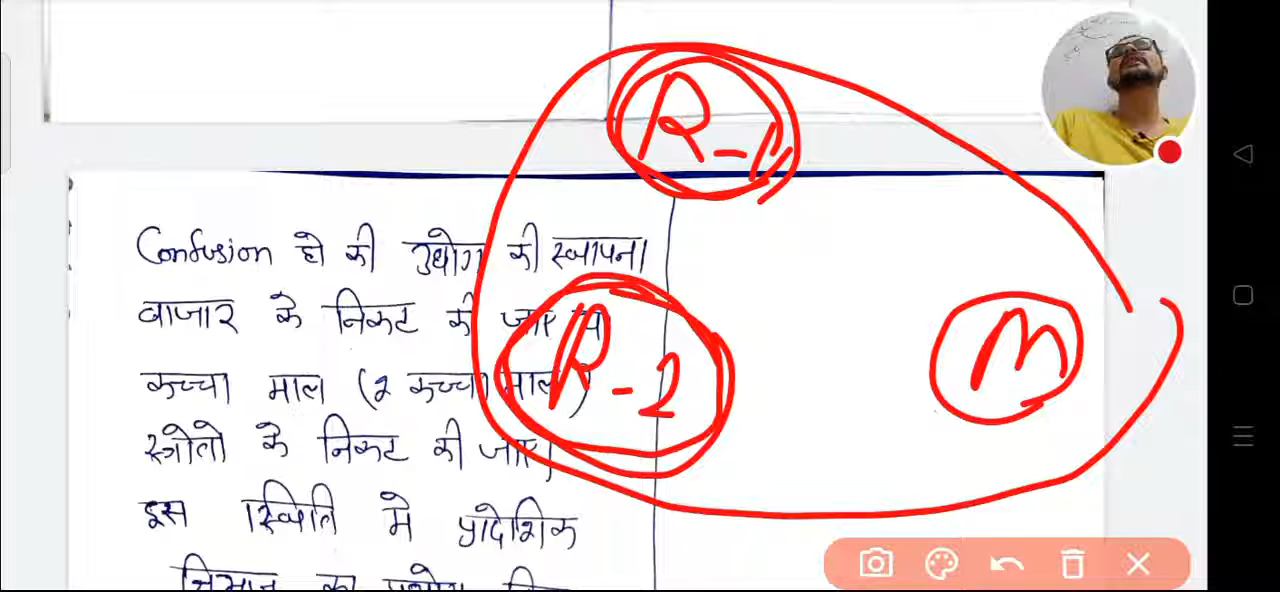 R-1
Confusion हो की उद्योग की स्थापना
बाजार के निकट की जाए या
कच्चा माल (2 कच्चा माल)
R-2
M
स्त्रोतो के निकट की जाए।
इस स्थिति मे प्रादेशिक